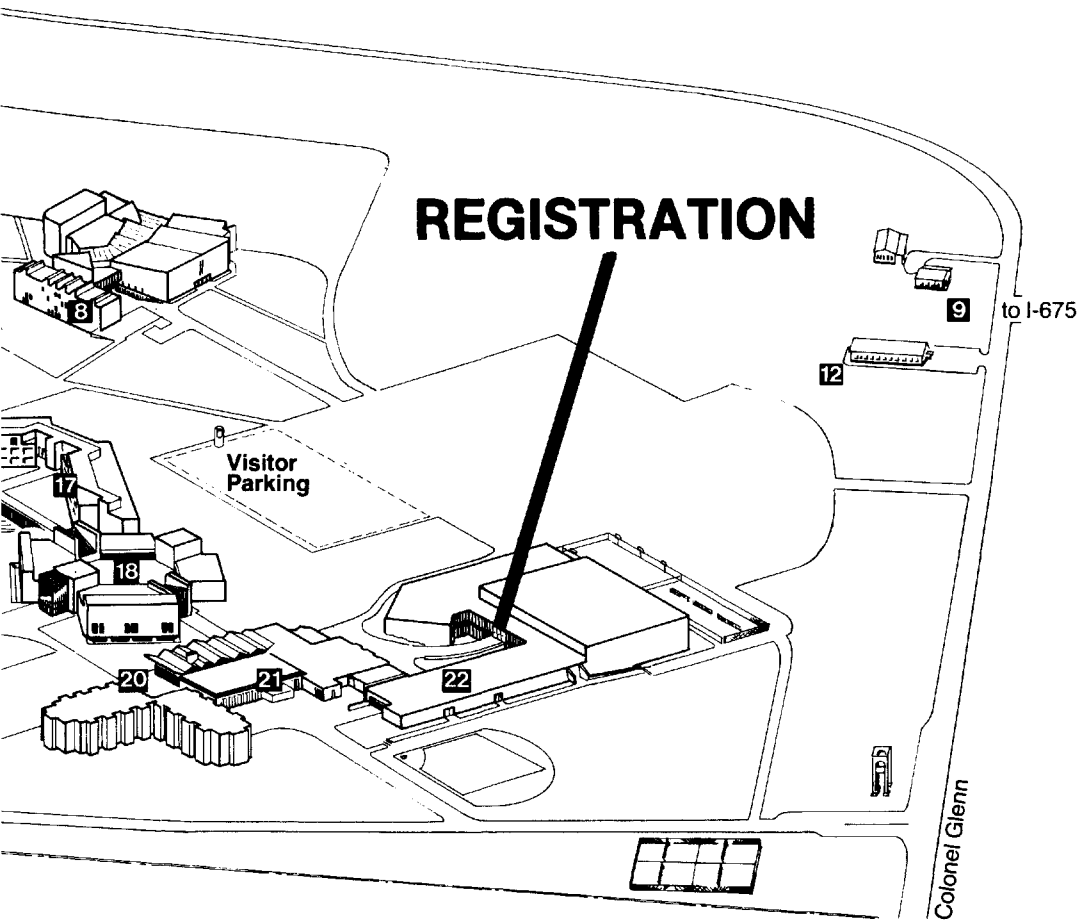 REGISTRATION
8
9
to I-675
12
Visitor
Parking
17
18
20
21
22
Colonel Glenn